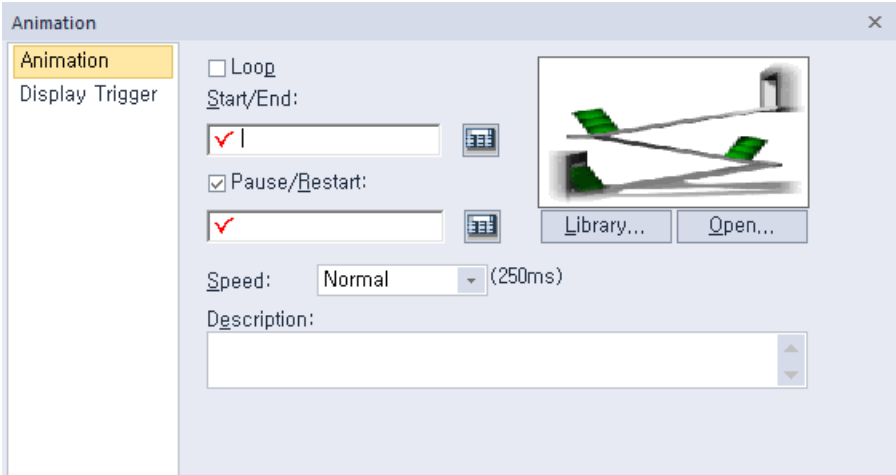 Animation
Animation
Display Trigger
Loop
Start/End:
Pause/Restart:
Library... Open...
Speed: Normal (250ms)
Description: